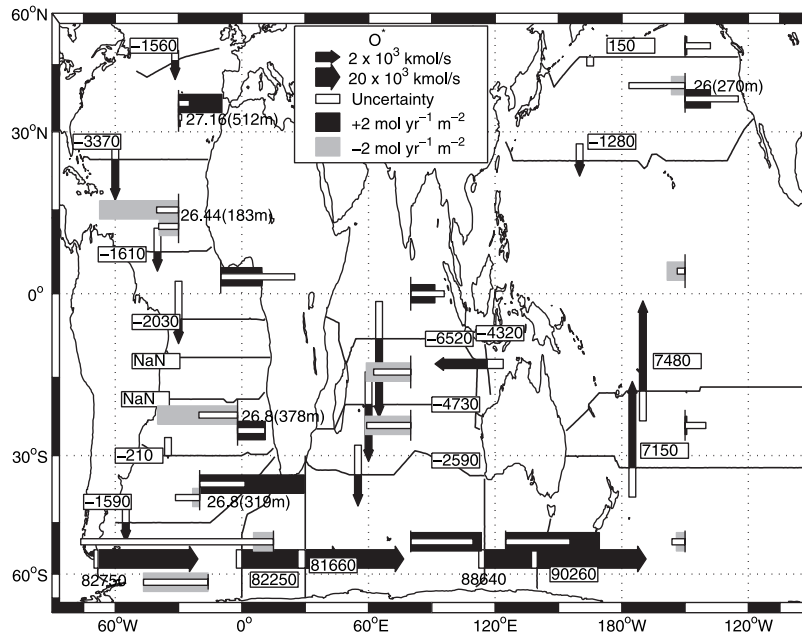 60°N
30°N
0°
30°S
60°S
60°W
0°
60°E
120°E
180°W
120°W
O*
2 x 10³ kmol/s
20 x 10³ kmol/s
Uncertainty
+2 mol yr⁻¹ m⁻²
−2 mol yr⁻¹ m⁻²
−1560
150
26(270m)
27.16(512m)
−3370
−1280
26.44(183m)
−1610
−2030
−6520
−4320
NaN
7480
NaN
26.8(378m)
−4730
7150
−210
−2590
26.8(319m)
−1590
82750
82250
81660
88640
90260